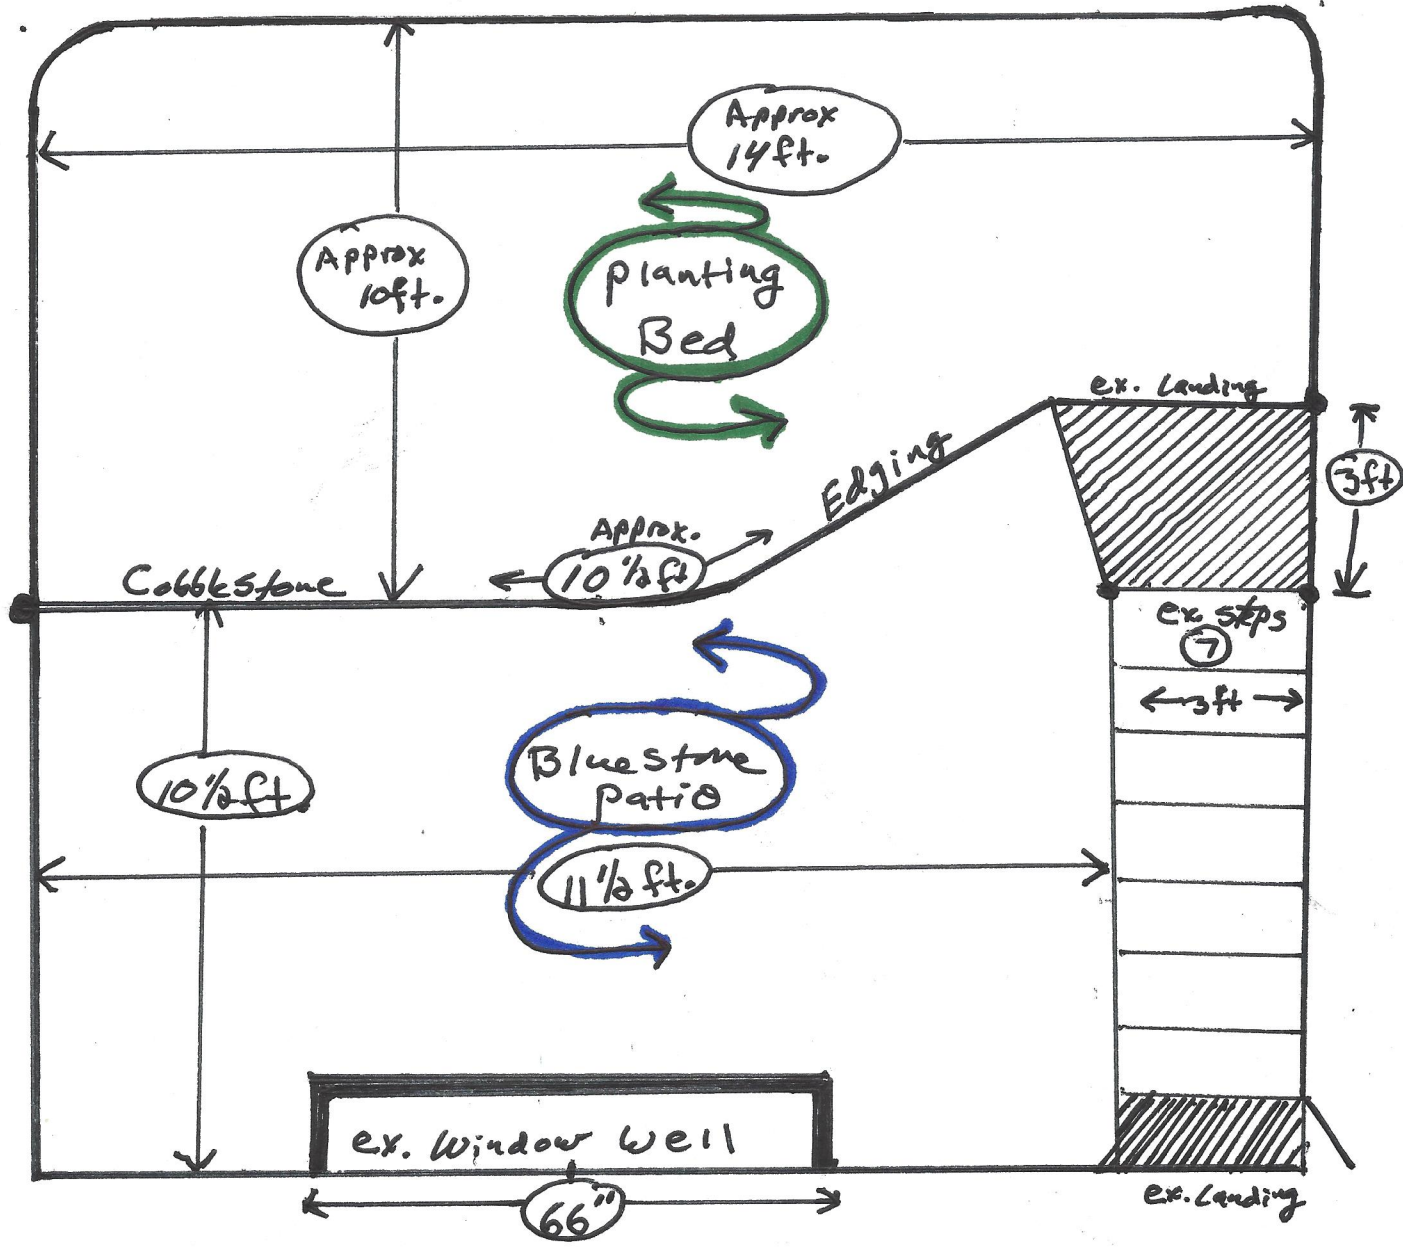 Approx
14ft.
Approx
10ft.
Planting
Bed
ex. Landing
3ft
Edging
Approx.
10 1/2 ft
Cobblestone
ex. steps
7
3ft
Bluestone
patio
10 1/2 ft
11 1/2 ft.
ex. Window Well
66"
ex. Landing